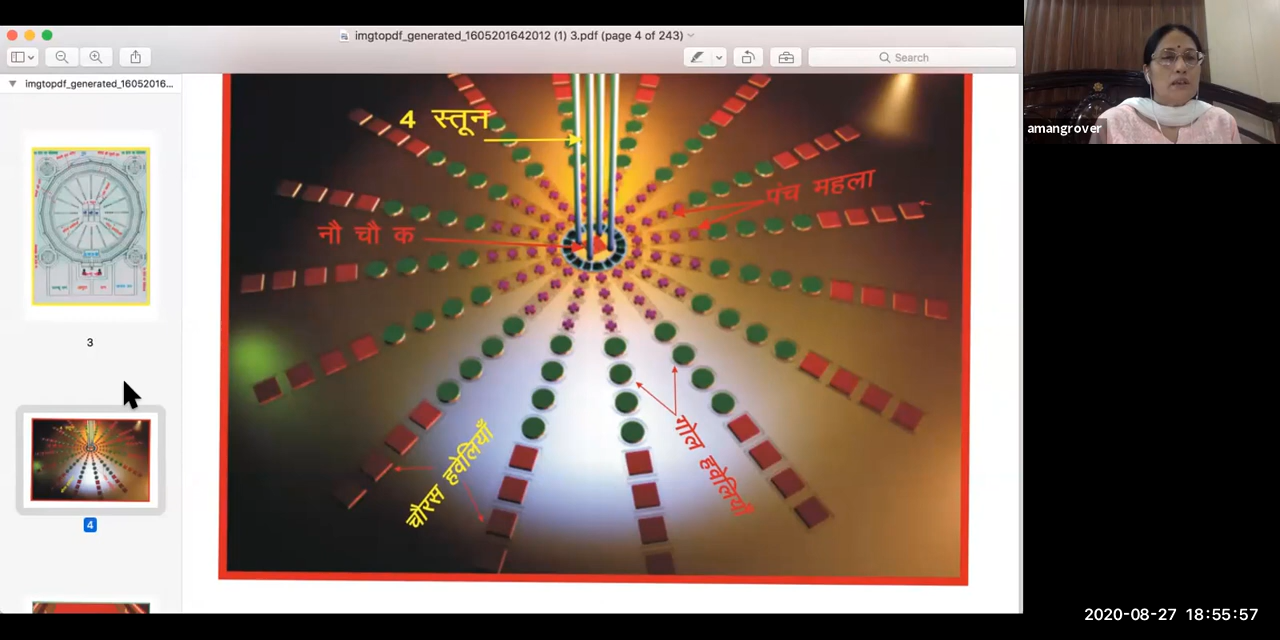 imgtopdf_generated_1605201642012 (1) 3.pdf (page 4 of 243)
Search
imgtopdf_generated_16052016...
amangrover
4 स्तून
पंच महला
नौ चौ क
चौरस हवेलियाँ
गोल हवेलियाँ
3
4
2020-08-27 18:55:57